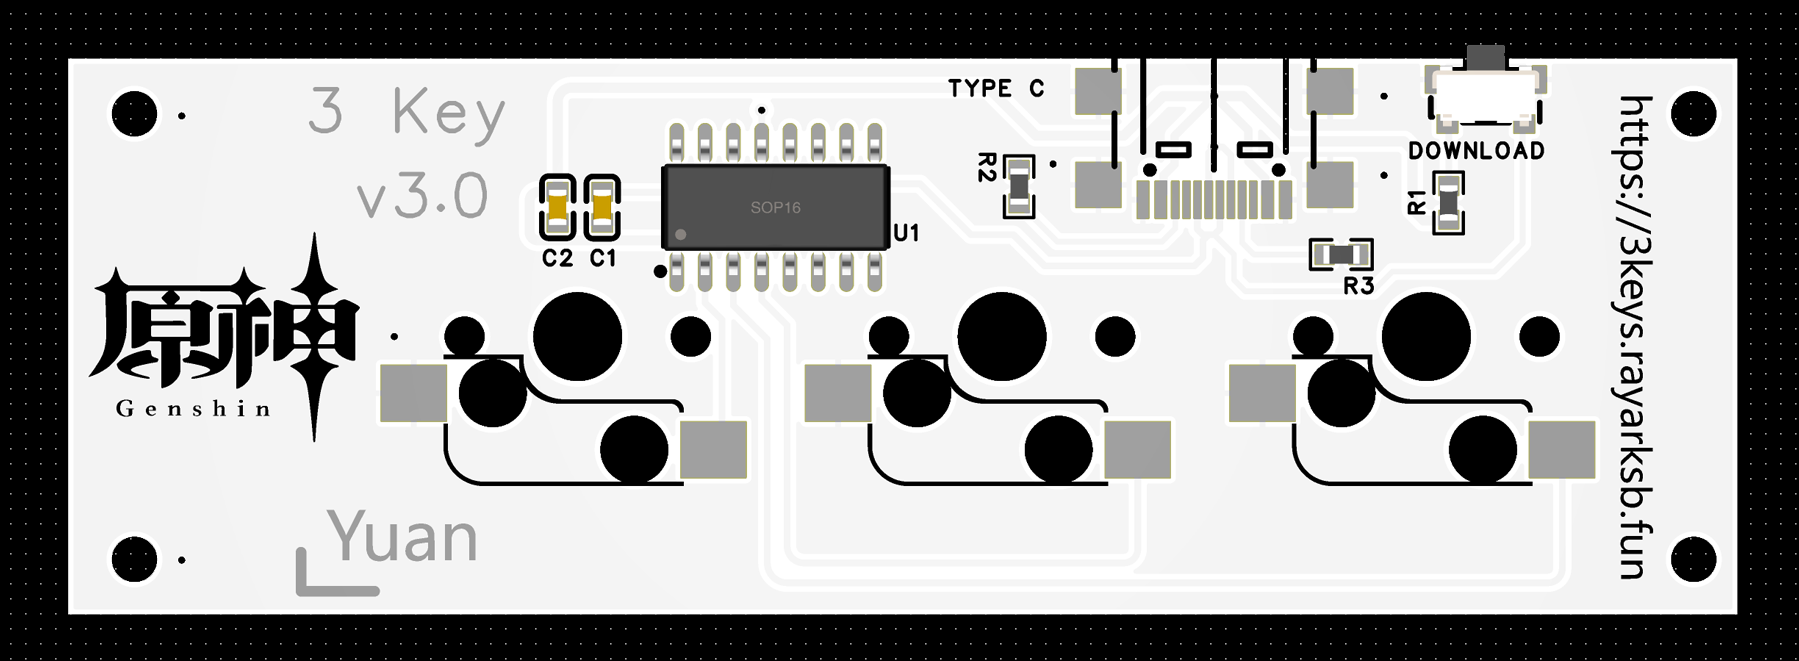 3 Key
v3.0
TYPE C
DOWNLOAD
R2
R1
R3
SOP16
U1
C2 C1
原神
Genshin
Yuan
https://3keys.rayarksb.fun